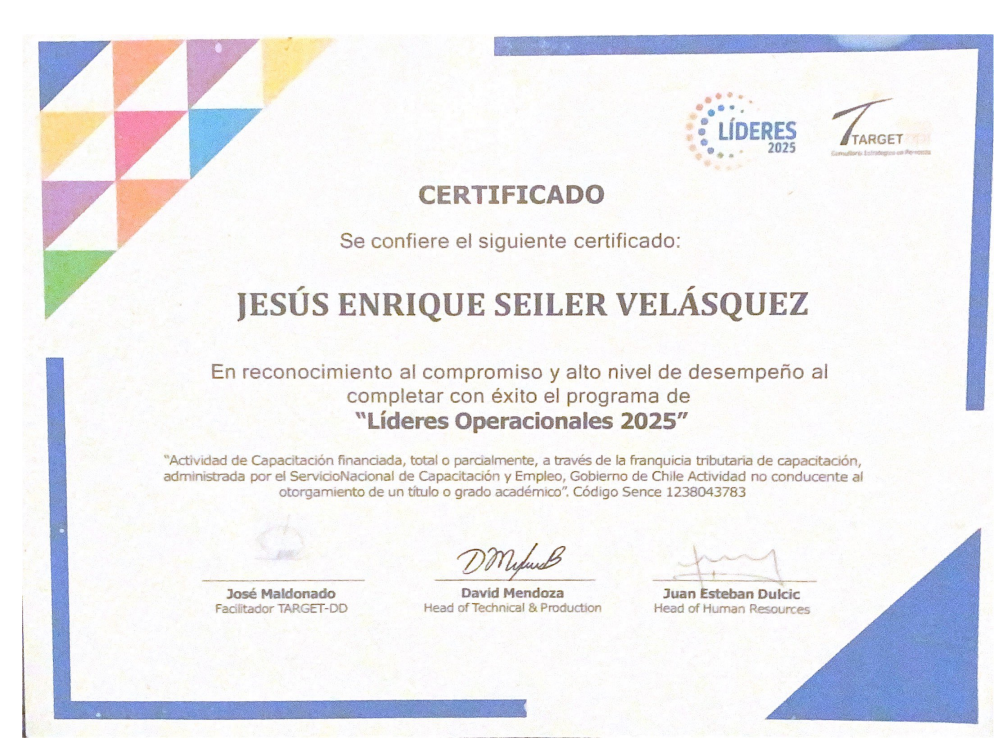 LÍDERES
2025
TARGET
CERTIFICADO
Se confiere el siguiente certificado:
JESÚS ENRIQUE SEILER VELÁSQUEZ
En reconocimiento al compromiso y alto nivel de desempeño al
completar con éxito el programa de
“Líderes Operacionales 2025”
“Actividad de Capacitación financiada, total o parcialmente, a través de la franquicia tributaria de capacitación,
administrada por el ServicioNacional de Capacitación y Empleo, Gobierno de Chile Actividad no conducente al
otorgamiento de un título o grado académico”. Código Sence 1238043783
José Maldonado
Facilitador TARGET-DD
David Mendoza
Head of Technical & Production
Juan Esteban Dulcic
Head of Human Resources